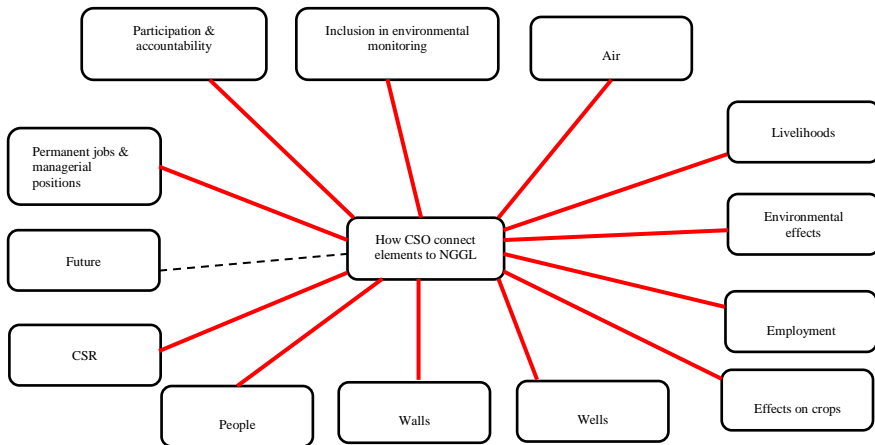 Participation &
accountability
Inclusion in environmental
monitoring
Air
Livelihoods
Permanent jobs &
managerial
positions
How CSO connect
elements to NGGL
Environmental
effects
Future
Employment
CSR
People
Walls
Wells
Effects on crops